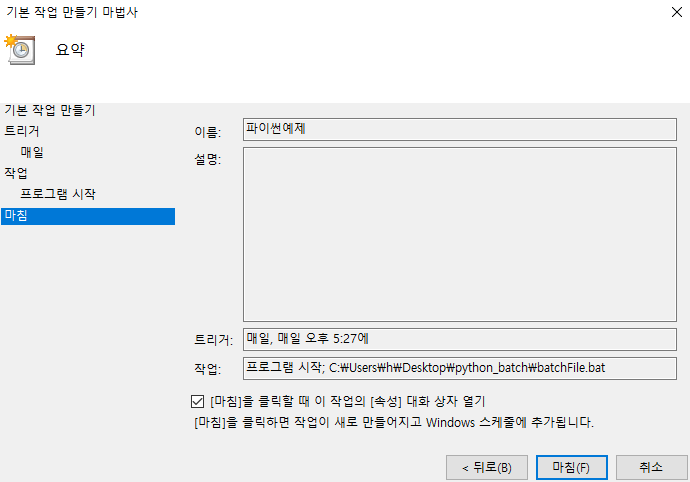 기본 작업 만들기 마법사
요약
기본 작업 만들기
트리거
매일
작업
프로그램 시작
마침
이름: 파이썬예제
설명:
트리거: 매일, 매일 오후 5:27에
작업: 프로그램 시작; C:₩Users₩h₩Desktop₩python_batch₩batchFile.bat
[마침]을 클릭할 때 이 작업의 [속성] 대화 상자 열기
[마침]을 클릭하면 작업이 새로 만들어지고 Windows 스케줄에 추가됩니다.
< 뒤로(B) 마침(F) 취소